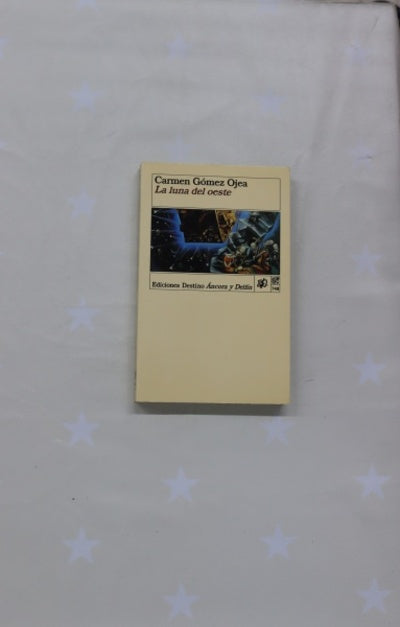 Carmen Gómez Ojea
La luna del oeste
Ediciones Destino Áncora y Delfín